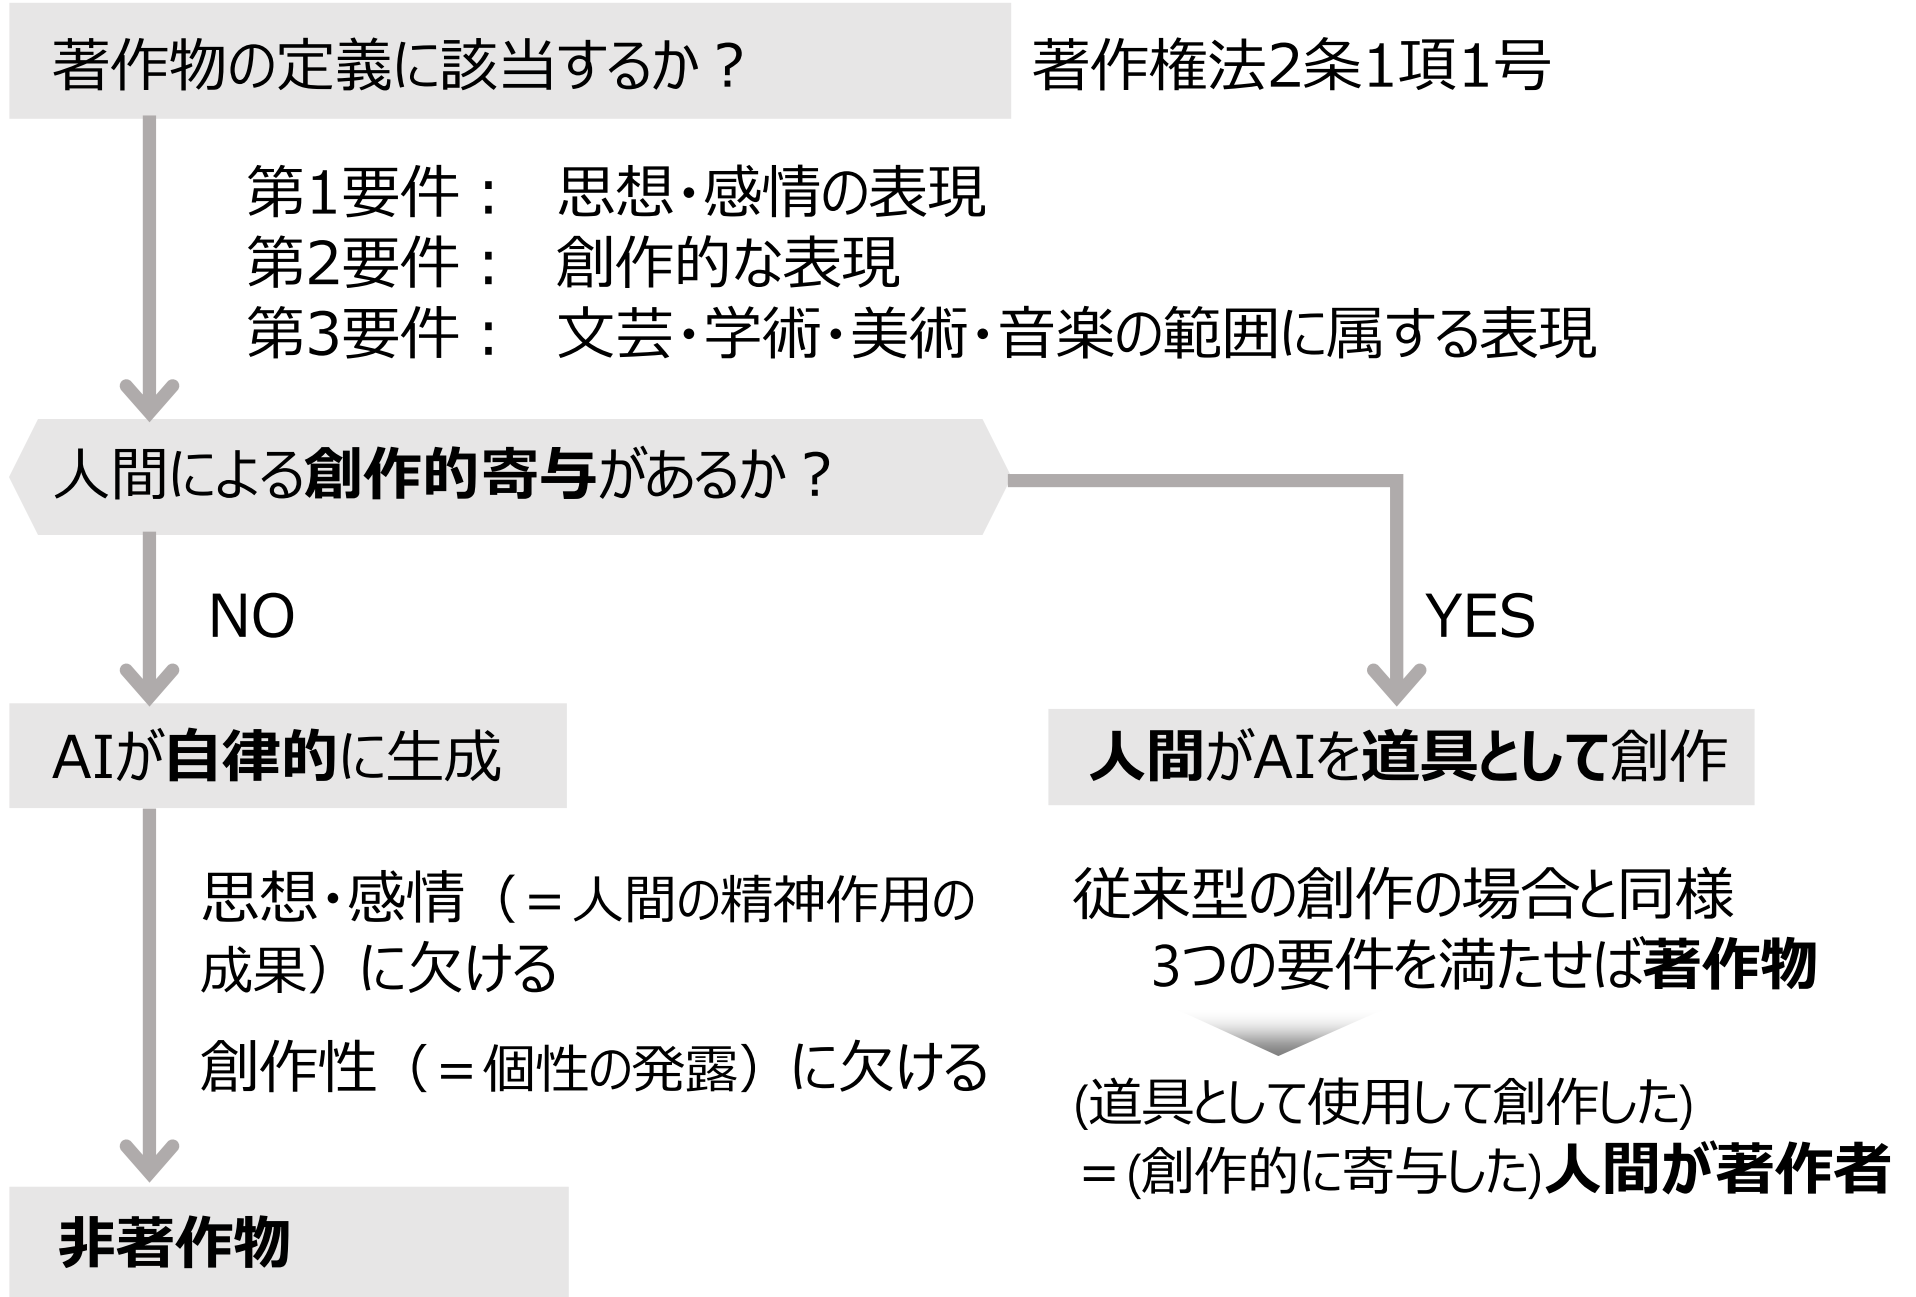 著作物の定義に該当するか？
著作権法2条1項1号
第1要件：　思想･感情の表現
第2要件：　創作的な表現
第3要件：　文芸･学術･美術･音楽の範囲に属する表現
人間による創作的寄与があるか？
NO
YES
AIが自律的に生成
人間がAIを道具として創作
思想･感情（＝人間の精神作用の
成果）に欠ける
創作性（＝個性の発露）に欠ける
従来型の創作の場合と同様
3つの要件を満たせば著作物
(道具として使用して創作した)
＝(創作的に寄与した)人間が著作者
非著作物